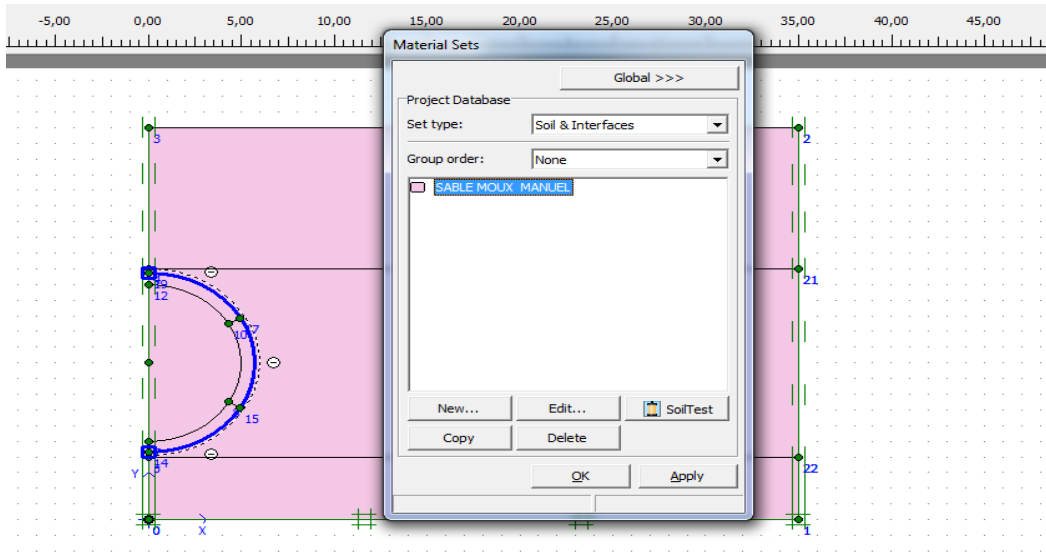 -5,00 0,00 5,00 10,00 15,00 20,00 25,00 30,00 35,00 40,00 45,00
Material Sets
Global >>>
Project Database
Set type: Soil & Interfaces
Group order: None
SABLE MOUX MANUEL
New... Edit... SoilTest
Copy Delete
OK Apply
3 2
21
12
10
15
14
22
Y
X
0 1